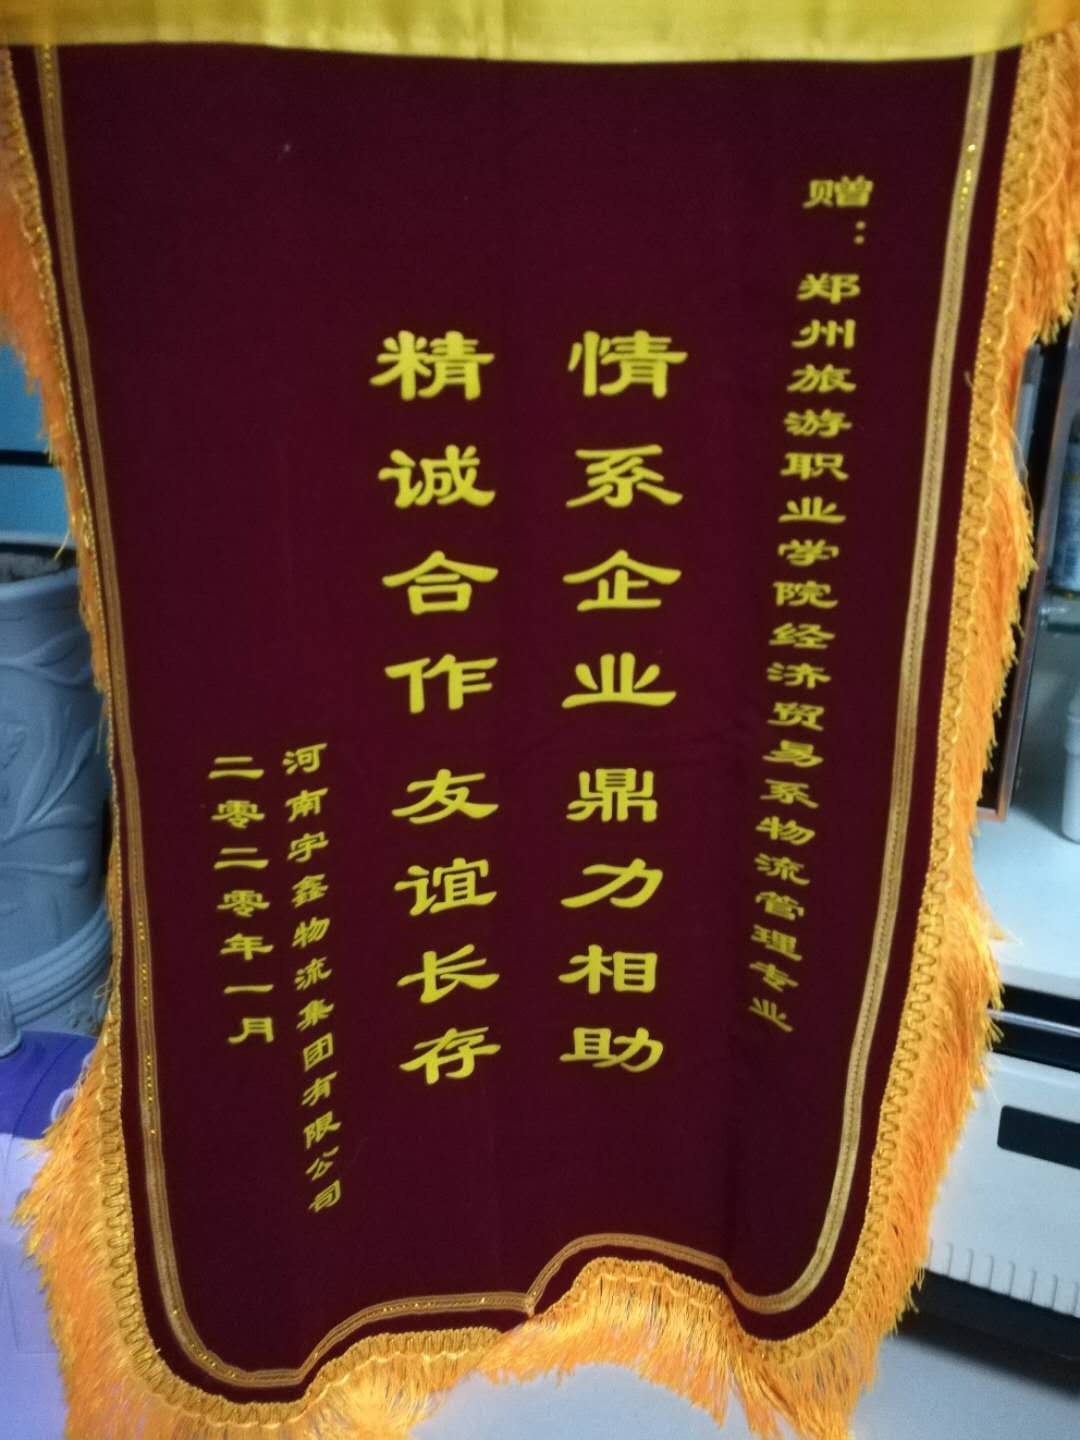 赠：郑州旅游职业学院经济贸易系物流管理专业
情系企业鼎力相助
精诚合作友谊长存
河南宇鑫物流集团有限公司
二零二零年一月